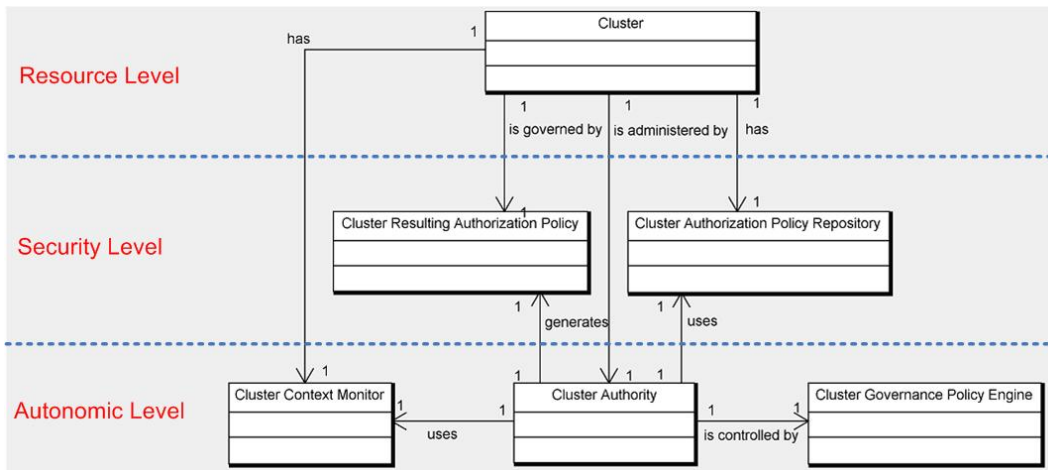 Cluster
1
has
Resource Level
1
1
1
is governed by
is administered by
has
1
1
Cluster Resulting Authorization Policy
Cluster Authorization Policy Repository
Security Level
1
1
generates
uses
1
1
1
1
Cluster Context Monitor
Cluster Authority
Cluster Governance Policy Engine
Autonomic Level
1
1
1
1
uses
is controlled by